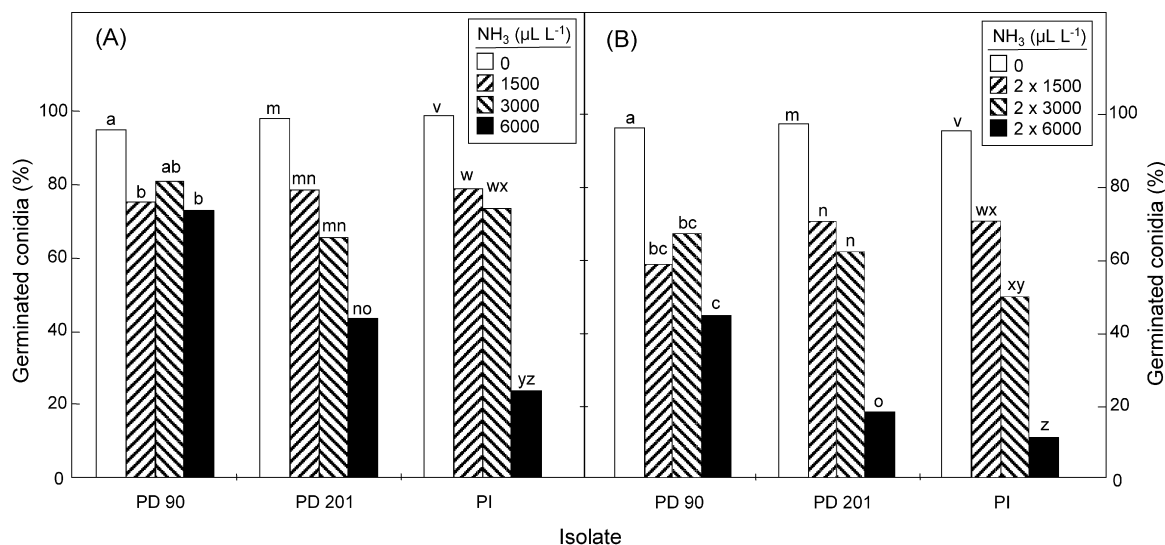 (A)
NH₃ (µL L⁻¹)
0
1500
3000
6000
(B)
NH₃ (µL L⁻¹)
0
2 x 1500
2 x 3000
2 x 6000
Germinated conidia (%)
100
80
60
40
20
0
a
b
ab
b
m
mn
mn
no
v
w
wx
yz
a
bc
bc
c
m
n
n
o
v
wx
xy
z
100
80
60
40
20
0
Germinated conidia (%)
PD 90
PD 201
PI
PD 90
PD 201
PI
Isolate